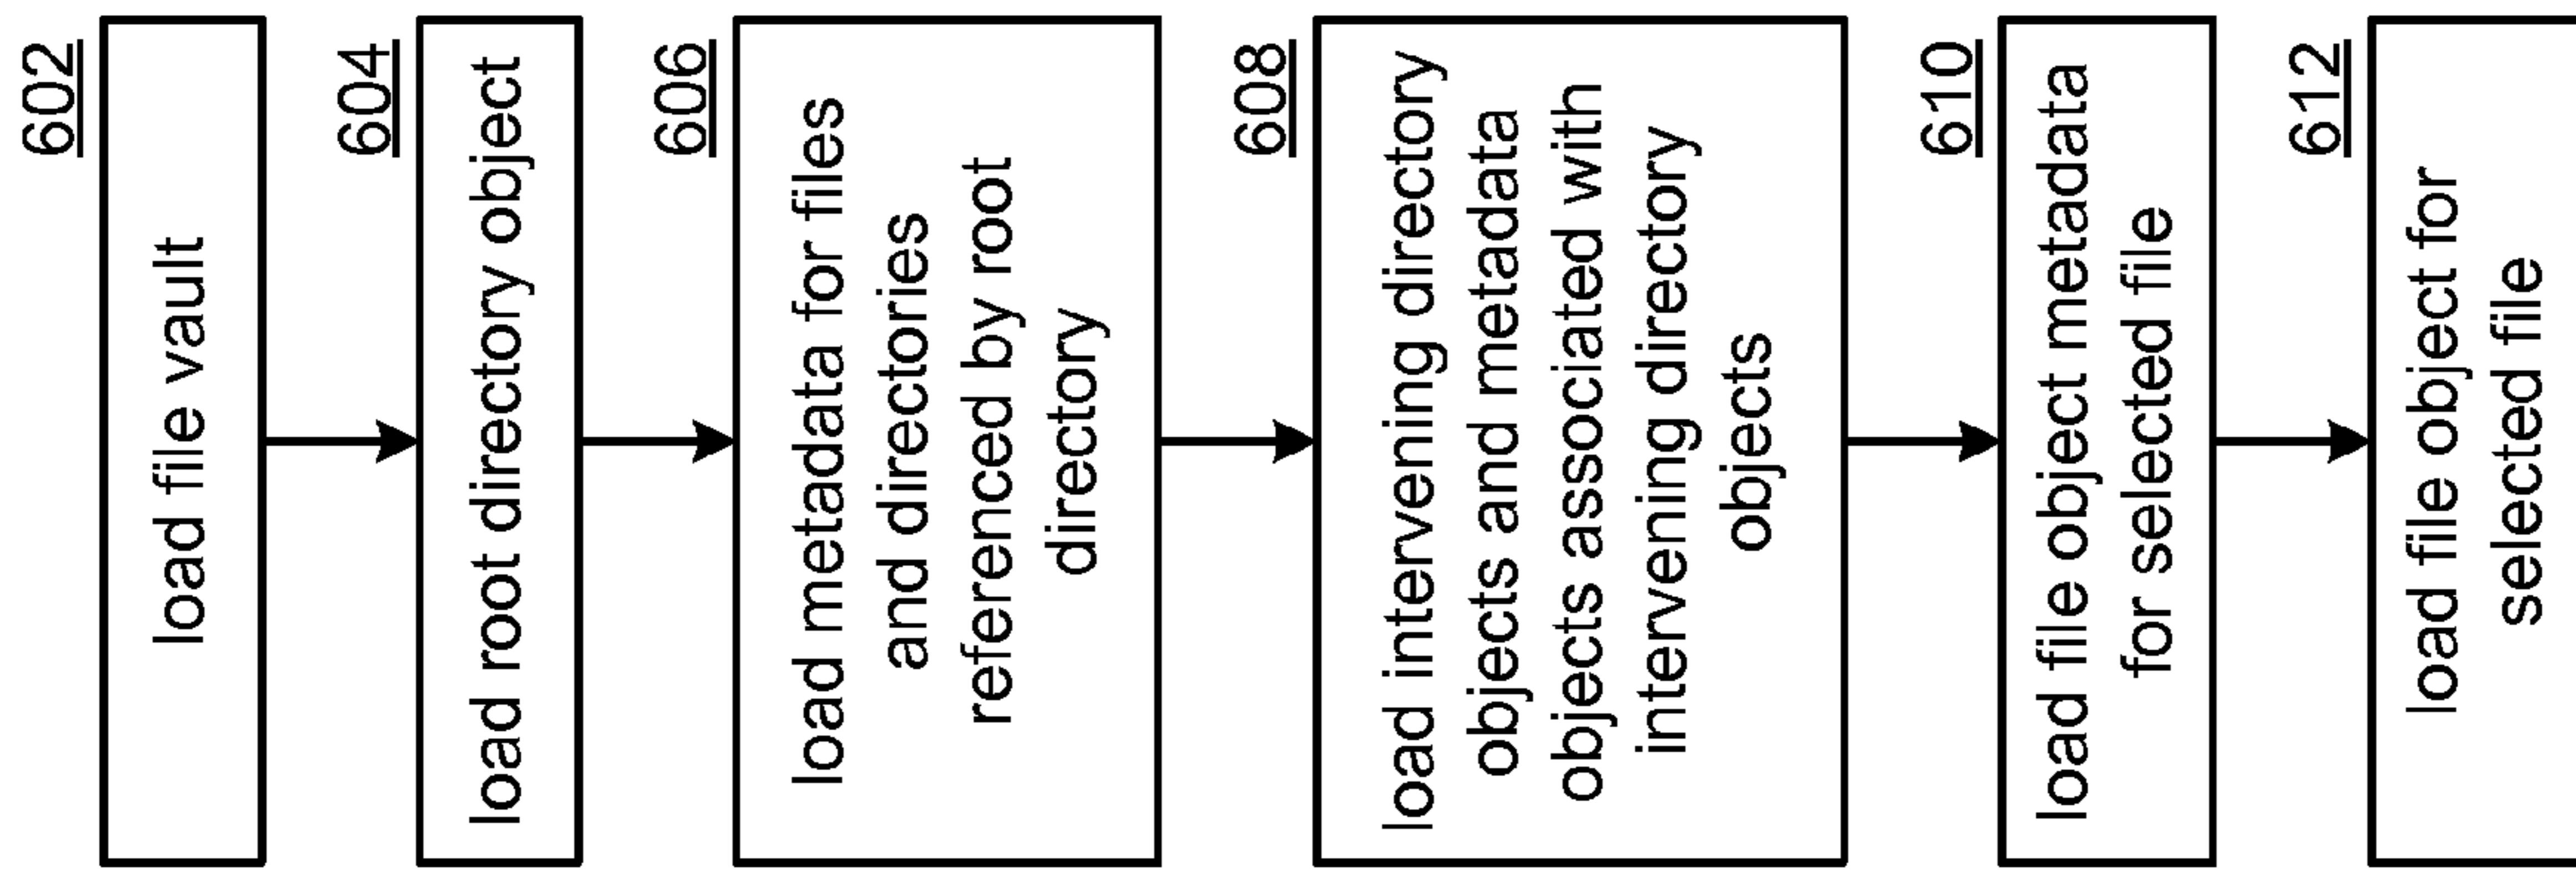 602
load file vault
604
load root directory object
606
load metadata for files
and directories
referenced by root
directory
608
load intervening directory
objects and metadata
objects associated with
intervening directory
objects
610
load file object metadata
for selected file
612
load file object for
selected file